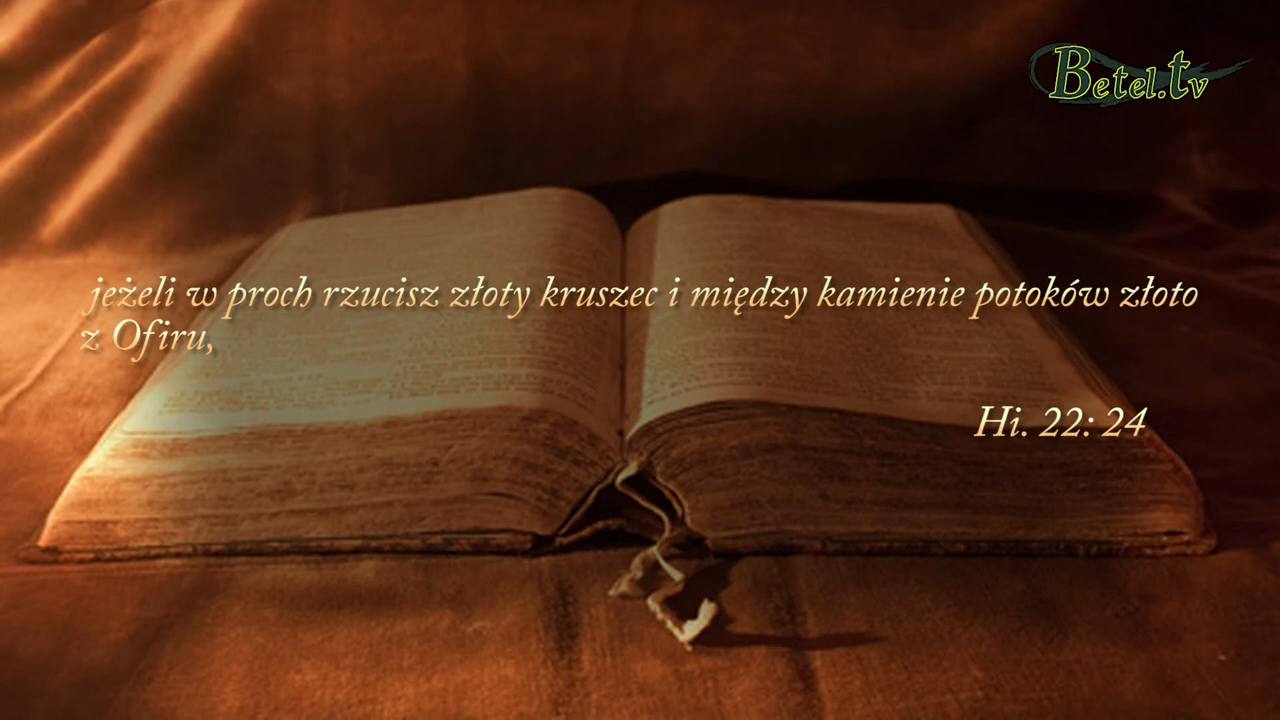 Betel.tv
jeżeli w proch rzucisz złoty kruszec i między kamienie potoków złoto
z Ofiru,
Hi. 22: 24